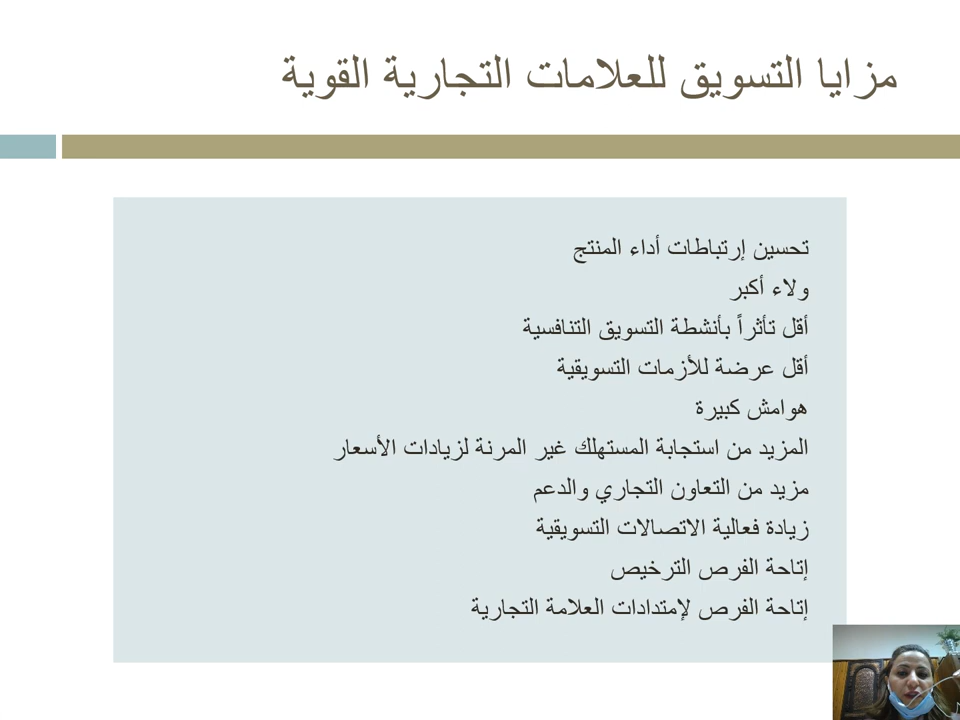 مزايا التسويق للعلامات التجارية القوية
تحسين إرتباطات أداء المنتج
ولاء أكبر
أقل تأثراً بأنشطة التسويق التنافسية
أقل عرضة للأزمات التسويقية
هوامش كبيرة
المزيد من استجابة المستهلك غير المرنة لزيادات الأسعار
مزيد من التعاون التجاري والدعم
زيادة فعالية الاتصالات التسويقية
إتاحة الفرص الترخيص
إتاحة الفرص لإمتدادات العلامة التجارية